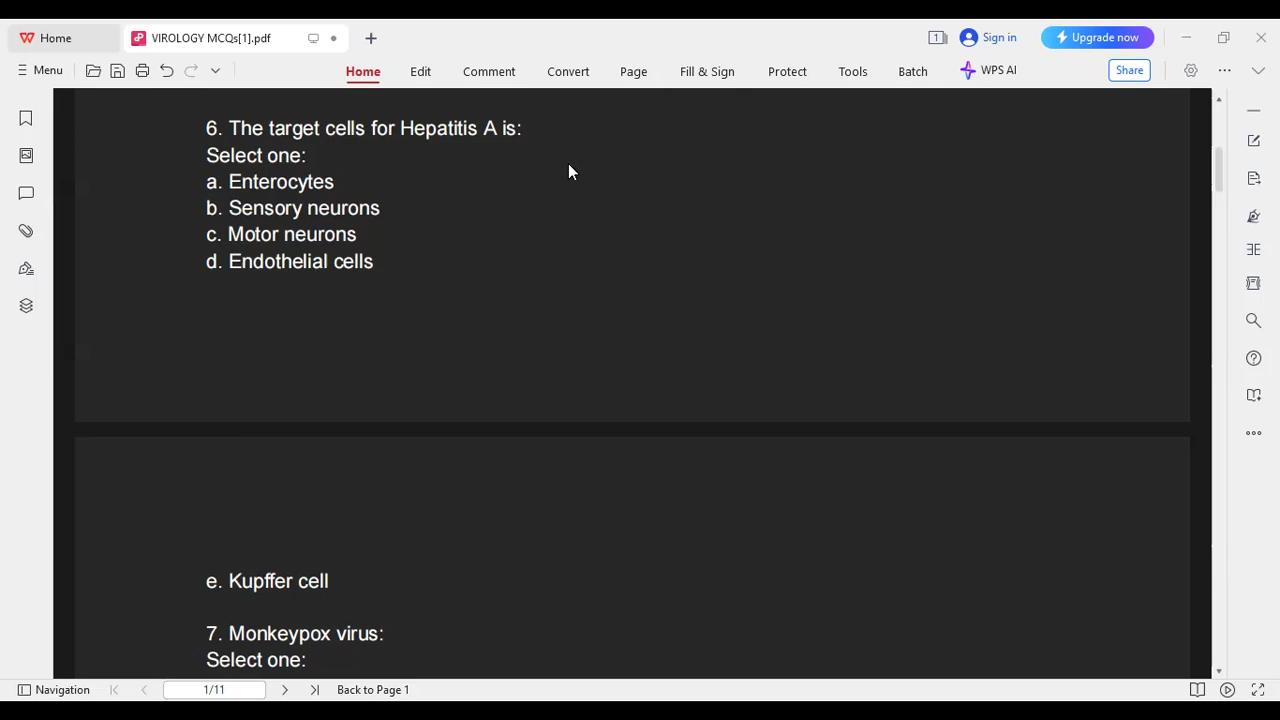 Home
VIROLOGY MCQs[1].pdf
1
Sign in
Upgrade now
Menu
Home
Edit
Comment
Convert
Page
Fill & Sign
Protect
Tools
Batch
WPS AI
Share
6. The target cells for Hepatitis A is:
Select one:
a. Enterocytes
b. Sensory neurons
c. Motor neurons
d. Endothelial cells
e. Kupffer cell
7. Monkeypox virus:
Select one:
Navigation
1/11
Back to Page 1